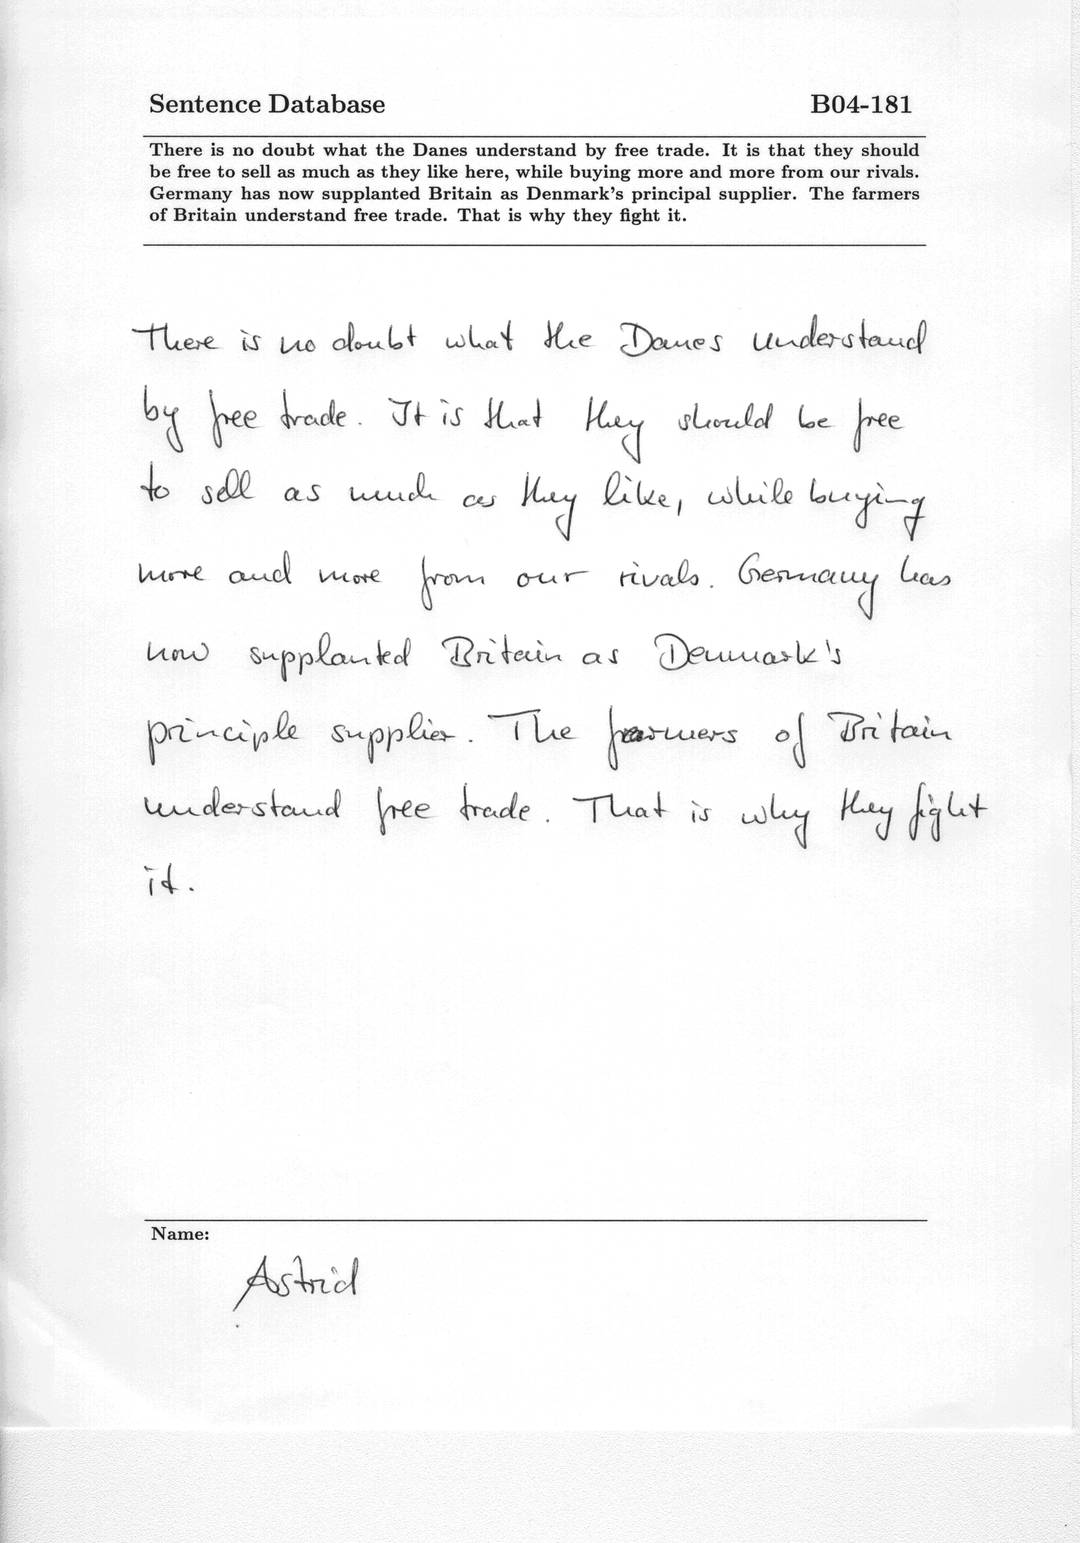 Sentence Database B04-181
There is no doubt what the Danes understand by free trade. It is that they should
be free to sell as much as they like here, while buying more and more from our rivals.
Germany has now supplanted Britain as Denmark's principal supplier. The farmers
of Britain understand free trade. That is why they fight it.
There is no doubt what the Danes understand
by free trade. It is that they should be free
to sell as much as they like, while buying
more and more from our rivals. Germany has
now supplanted Britain as Denmark's
principle supplier. The farmers of Britain
understand free trade. That is why they fight
it.
Name:
Astrid